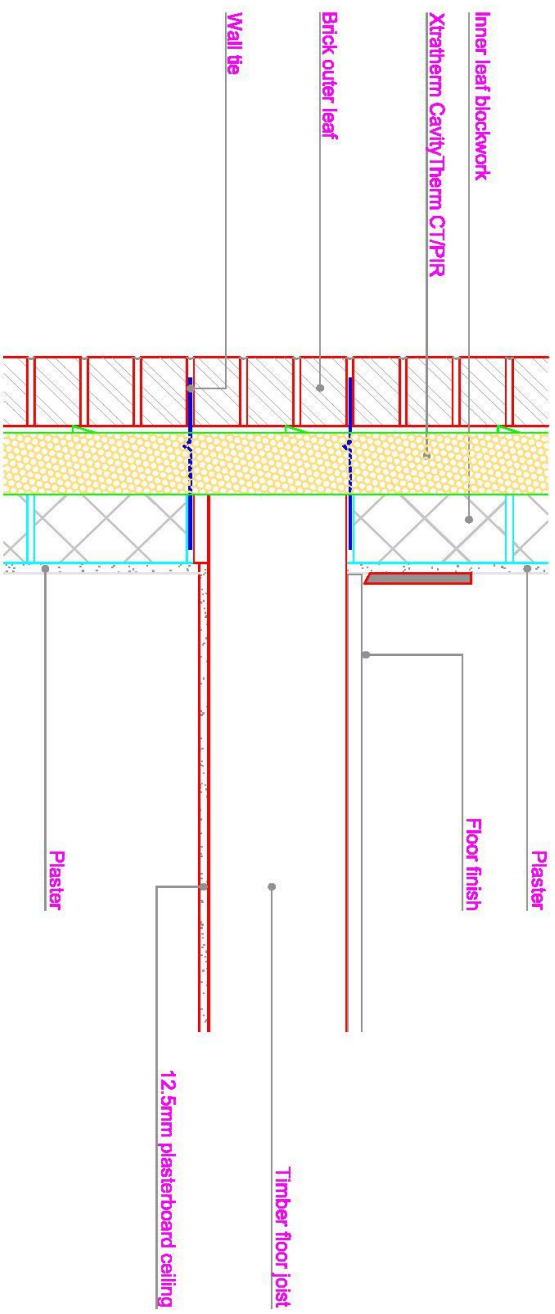 Inner leaf blockwork
Xtratherm CavityTherm CT/PIR
Brick outer leaf
Wall tie
Plaster
Floor finish
Timber floor joist
12.5mm plasterboard ceiling
Plaster